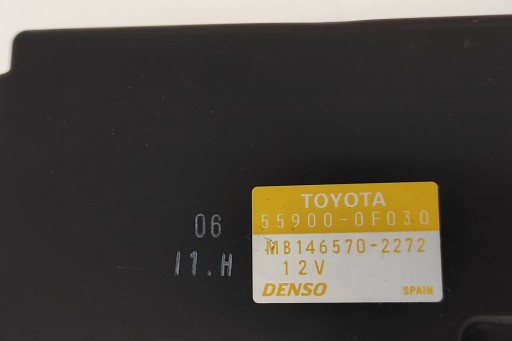 TOYOTA
55900-0F030
MB146570-2272
12V
DENSO SPAIN
06
11.H